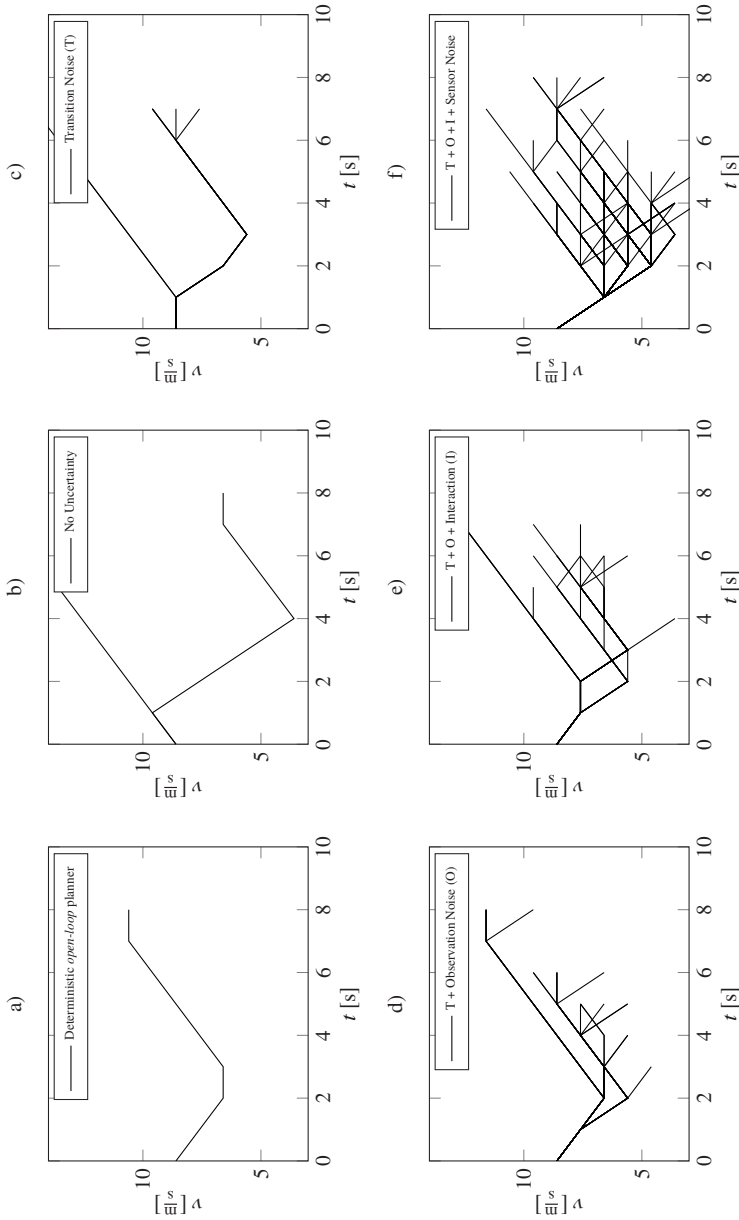 a)
Deterministic open-loop planner
10
5
v [m/s]
0 2 4 6 8 10
t [s]
b)
No Uncertainty
10
5
v [m/s]
0 2 4 6 8 10
t [s]
c)
Transition Noise (T)
10
5
v [m/s]
0 2 4 6 8 10
t [s]
d)
T + Observation Noise (O)
10
5
v [m/s]
0 2 4 6 8 10
t [s]
e)
T + O + Interaction (I)
10
5
v [m/s]
0 2 4 6 8 10
t [s]
f)
T + O + I + Sensor Noise
10
5
v [m/s]
0 2 4 6 8 10
t [s]